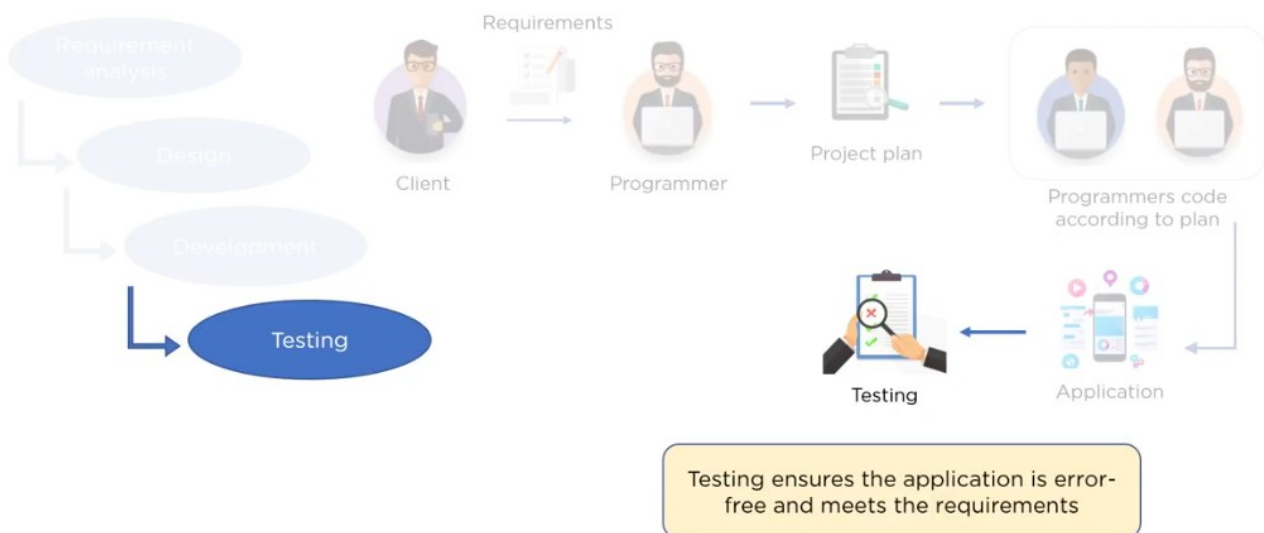 Requirement
analysis
Design
Development
Testing
Requirements
Client
Programmer
Project plan
Programmers code
according to plan
Application
Testing
Testing ensures the application is error-
free and meets the requirements